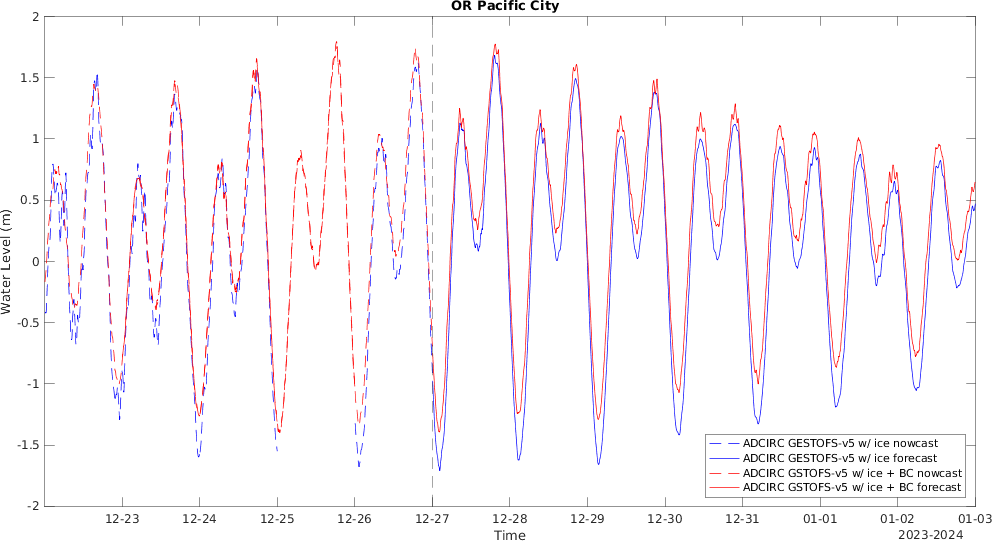 OR Pacific City
2
1.5
1
0.5
0
-0.5
-1
-1.5
-2
Water Level (m)
12-23 12-24 12-25 12-26 12-27 12-28 12-29 12-30 12-31 01-01 01-02 01-03
Time
2023-2024
ADCIRC GESTOFS-v5 w/ ice nowcast
ADCIRC GESTOFS-v5 w/ ice forecast
ADCIRC GSTOFS-v5 w/ ice + BC nowcast
ADCIRC GSTOFS-v5 w/ ice + BC forecast